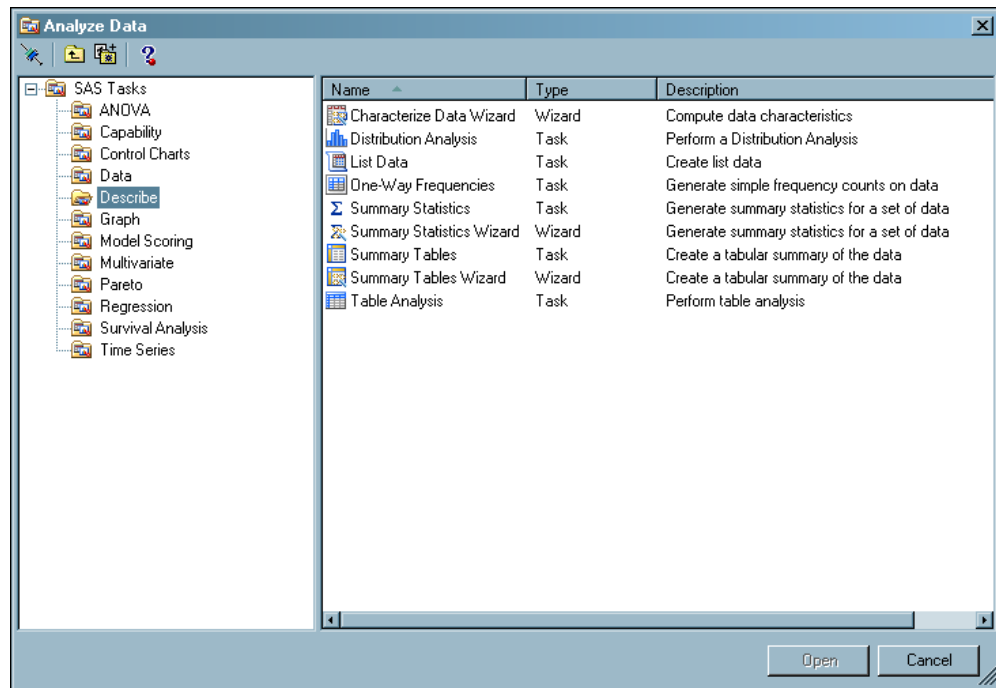 Analyze Data
SAS Tasks
ANOVA
Capability
Control Charts
Data
Describe
Graph
Model Scoring
Multivariate
Pareto
Regression
Survival Analysis
Time Series
Name Type Description
Characterize Data Wizard Wizard Compute data characteristics
Distribution Analysis Task Perform a Distribution Analysis
List Data Task Create list data
One-Way Frequencies Task Generate simple frequency counts on data
Summary Statistics Task Generate summary statistics for a set of data
Summary Statistics Wizard Wizard Generate summary statistics for a set of data
Summary Tables Task Create a tabular summary of the data
Summary Tables Wizard Wizard Create a tabular summary of the data
Table Analysis Task Perform table analysis
Open Cancel